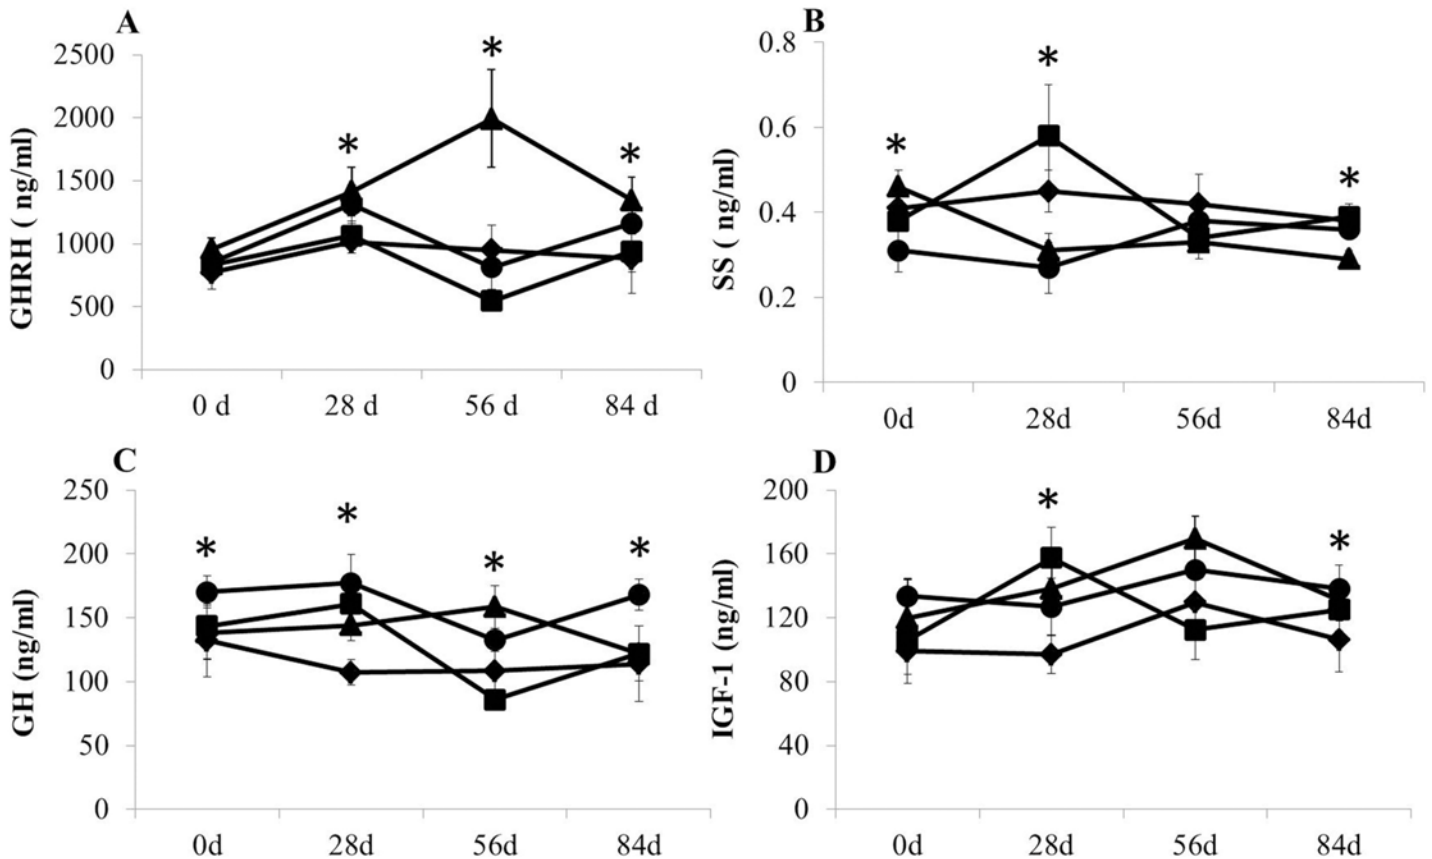 A
GHRH ( ng/ml)
2500
2000
1500
1000
500
0
*
*
*
0 d
28 d
56 d
84 d
B
SS ( ng/ml)
0.8
0.6
0.4
0.2
0
*
*
*
0d
28d
56d
84d
C
GH (ng/ml)
250
200
150
100
50
0
*
*
*
*
0d
28d
56d
84d
D
IGF-1 (ng/ml)
200
160
120
80
40
0
*
*
0d
28d
56d
84d